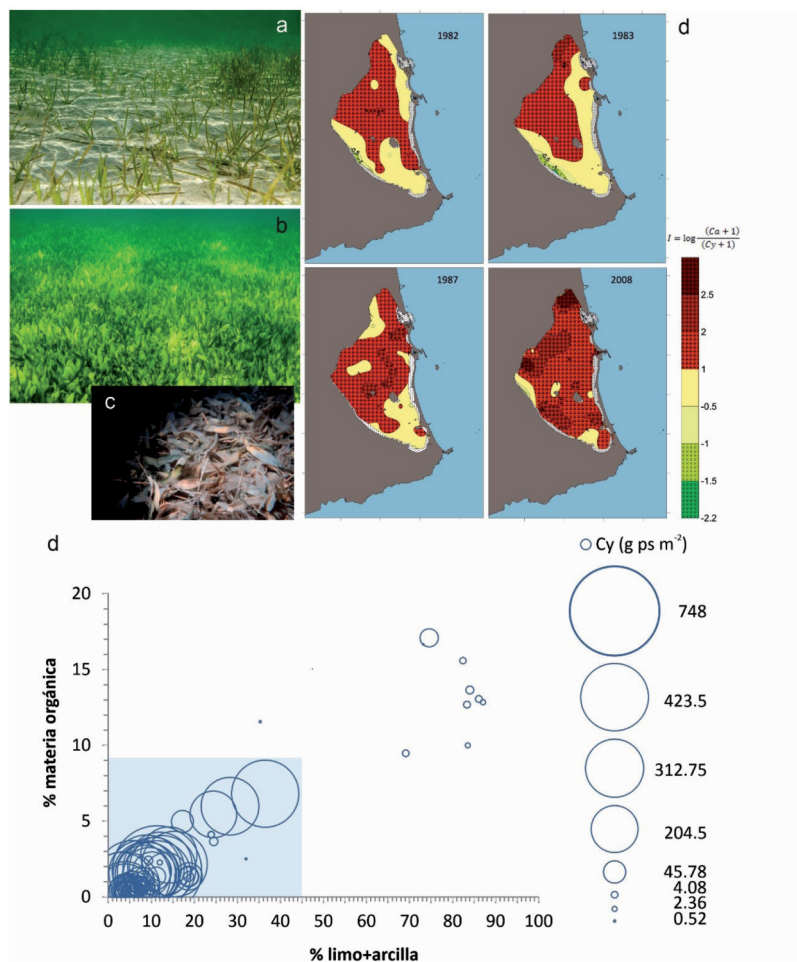 a
b
c
d
1982
1983
1987
2008
I = log (Ca + 1)
(Cy + 1)
2.5
2
1
-0.5
-1
-1.5
-2.2
d
Cy (g ps m⁻²)
748
423.5
312.75
204.5
45.78
4.08
2.36
0.52
% materia orgánica
20
15
10
5
0
0 10 20 30 40 50 60 70 80 90 100
% limo+arcilla